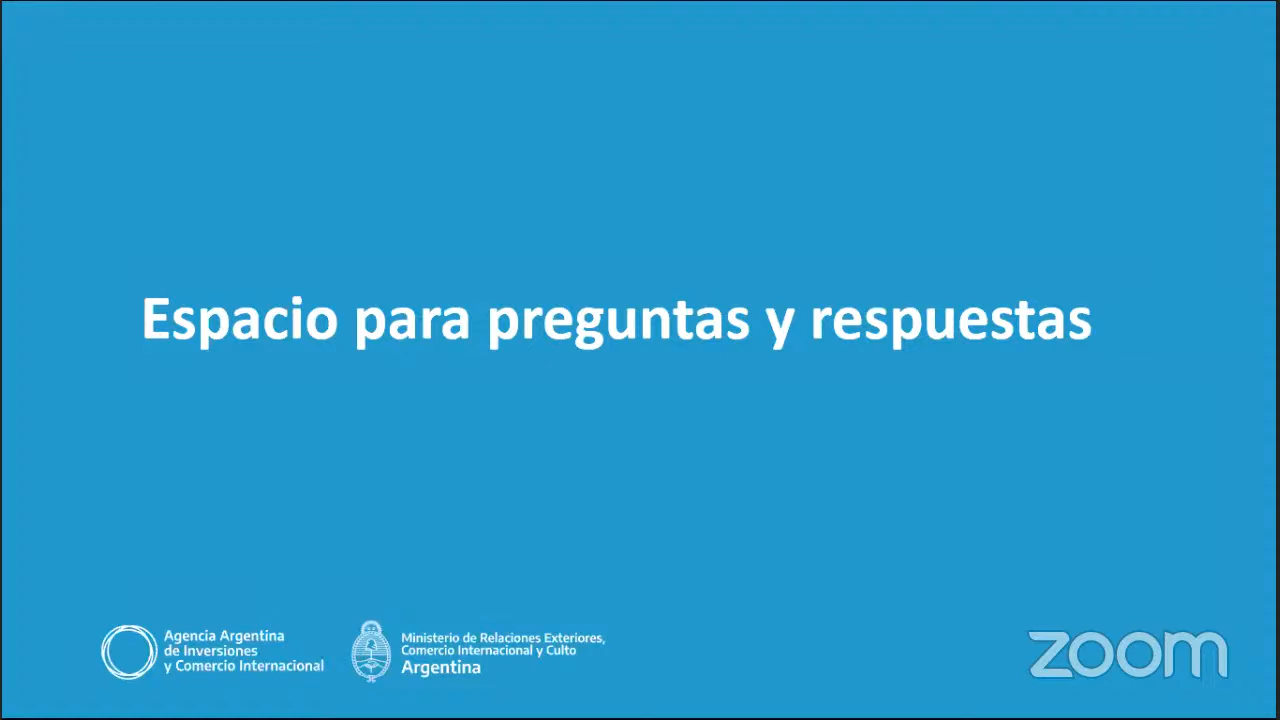 Espacio para preguntas y respuestas
Agencia Argentina
de Inversiones
y Comercio Internacional
Ministerio de Relaciones Exteriores,
Comercio Internacional y Culto
Argentina
zoom